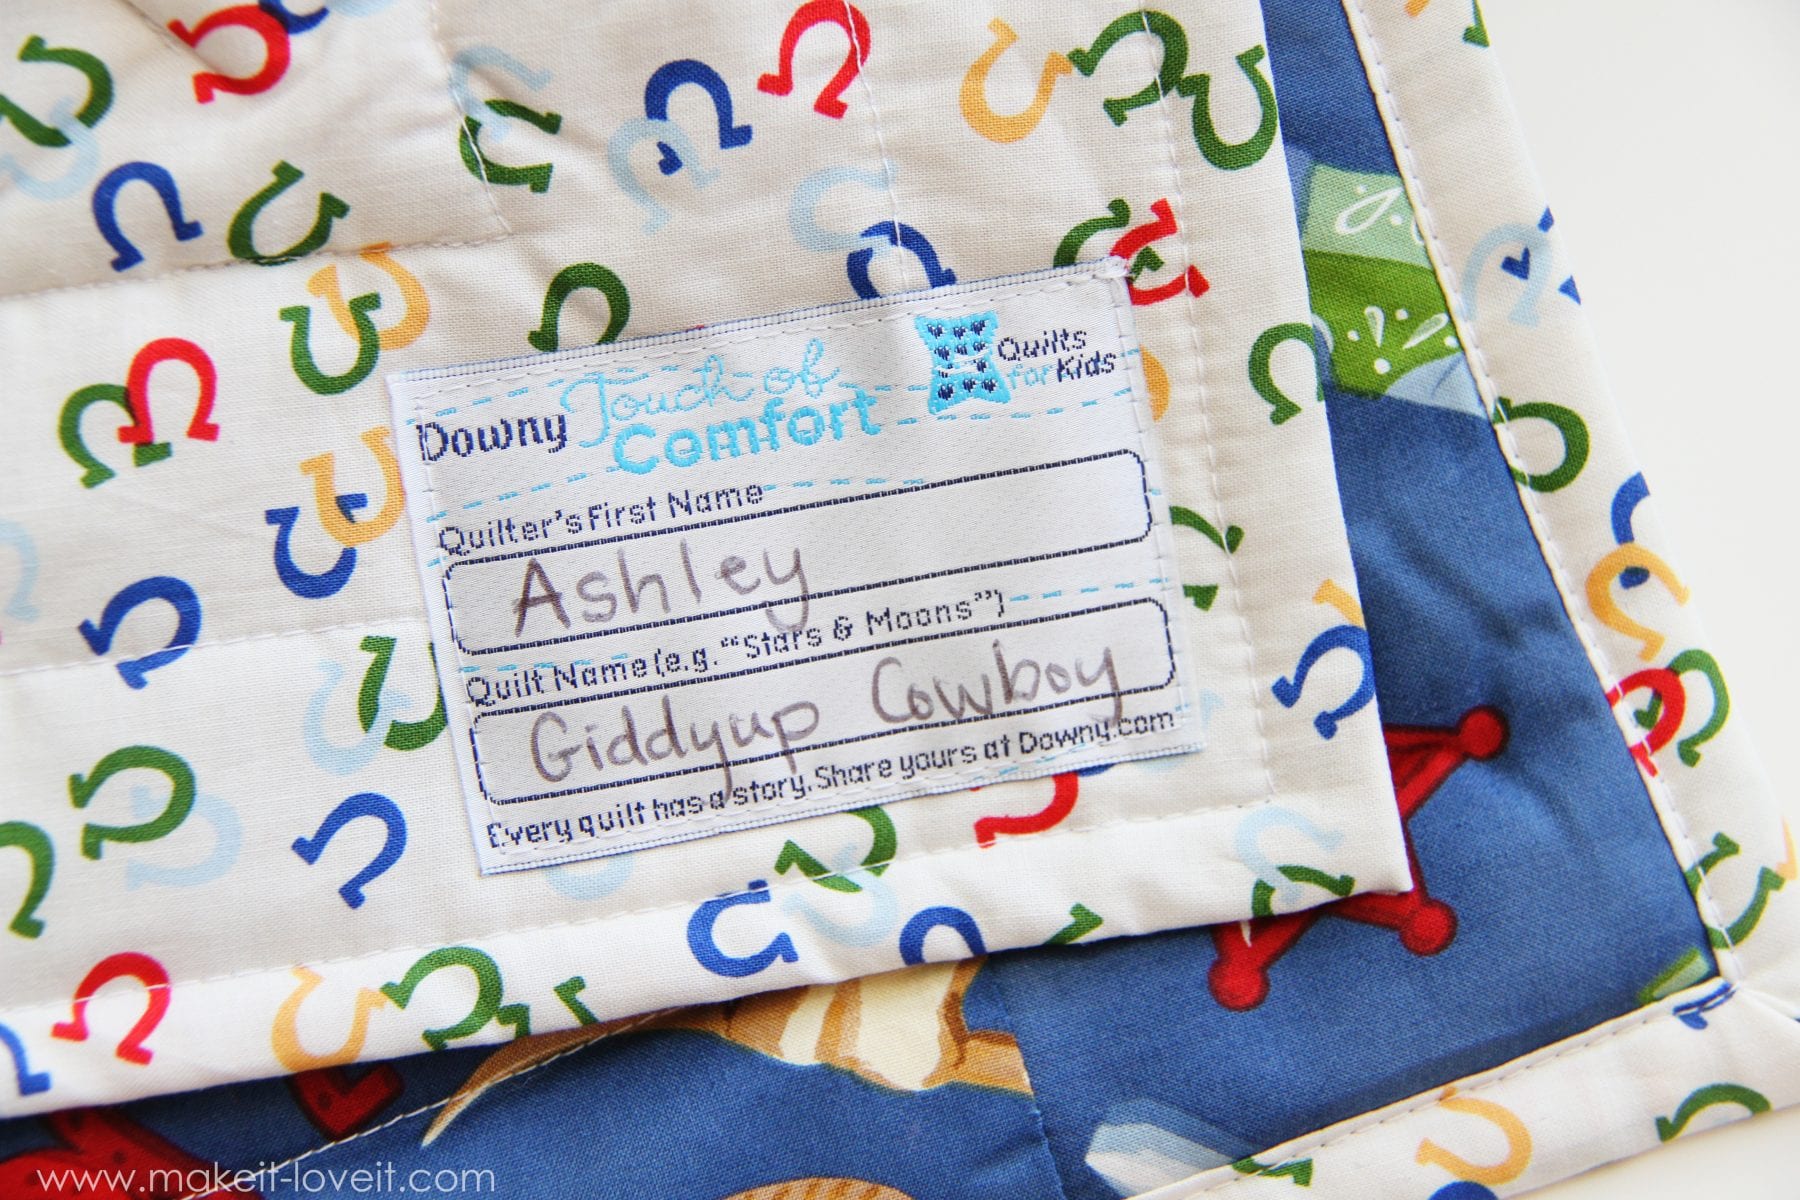 Downy Touch of Comfort
Quilts for Kids
Quilter's First Name
Ashley
Quilt Name (e.g. "Stars & Moons")
Giddyup Cowboy
Every quilt has a story. Share yours at Downy.com
www.makeit-loveit.com